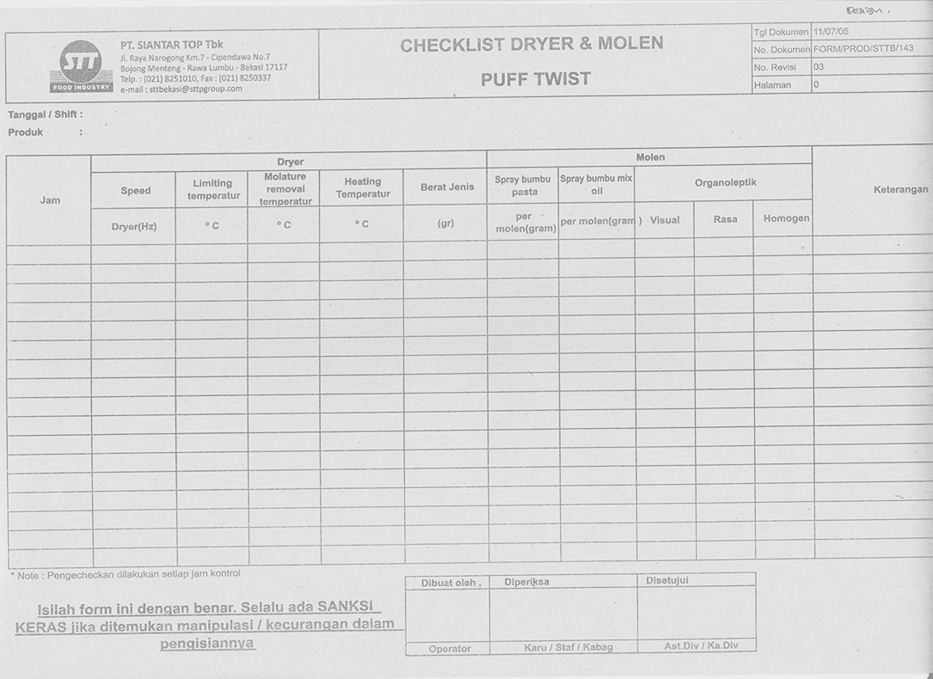 Design.
STT
FOOD INDUSTRY
PT. SIANTAR TOP Tbk
Jl. Raya Narogong Km.7 - Cipendawa No.7
Bojong Menteng - Rawa Lumbu - Bekasi 17117
Telp. : (021) 8251010, Fax : (021) 8250337
e-mail : sttbekasi@sttpgroup.com
CHECKLIST DRYER & MOLEN
PUFF TWIST
Tgl Dokumen 11/07/05
No. Dokumen FORM/PROD/STTB/143
No. Revisi 03
Halaman 0
Tanggal / Shift :
Produk :
Jam
Dryer
Molen
Keterangan
Speed
Limiting temperatur
Molature removal temperatur
Heating Temperatur
Berat Jenis
Spray bumbu pasta
Spray bumbu mix oil
Organoleptik
Dryer(Hz)
° C
° C
° C
(gr)
per molen(gram)
per molen(gram )
Visual
Rasa
Homogen
* Note : Pengecheckan dilakukan setiap jam kontrol
Isilah form ini dengan benar. Selalu ada SANKSI
KERAS jika ditemukan manipulasi / kecurangan dalam
pengisiannya
Dibuat oleh ,
Diperiksa
Disetujui
Operator
Karu / Staf / Kabag
Ast.Div / Ka.Div